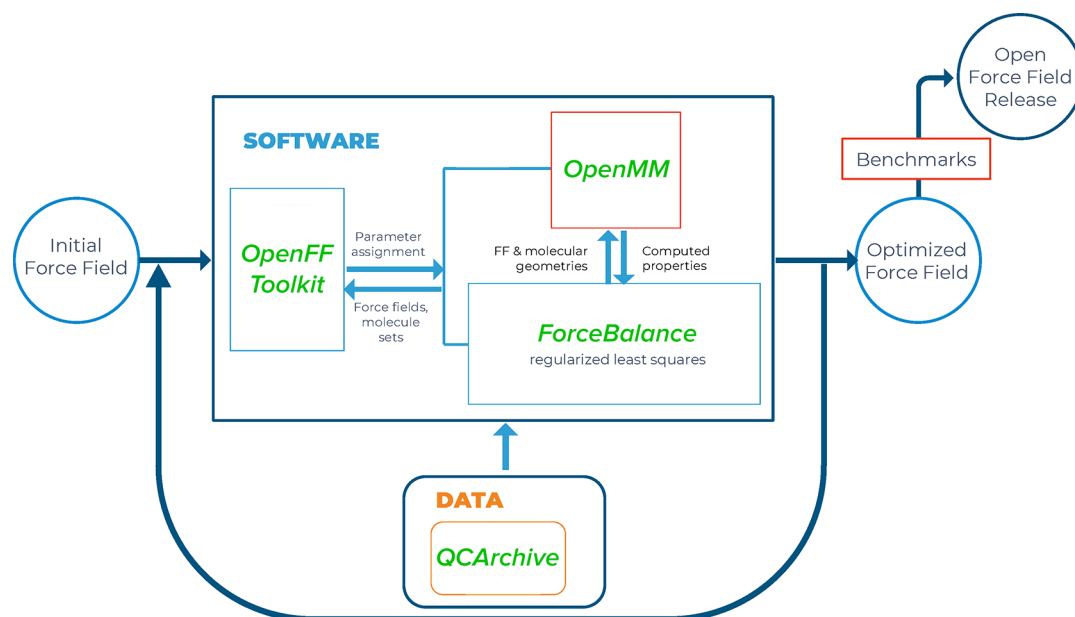 Open
Force Field
Release
SOFTWARE
OpenMM
Benchmarks
Initial
Force Field
OpenFF
Toolkit
Parameter
assignment
Force fields,
molecule
sets
FF & molecular
geometries
Computed
properties
Optimized
Force Field
ForceBalance
regularized least squares
DATA
QCArchive